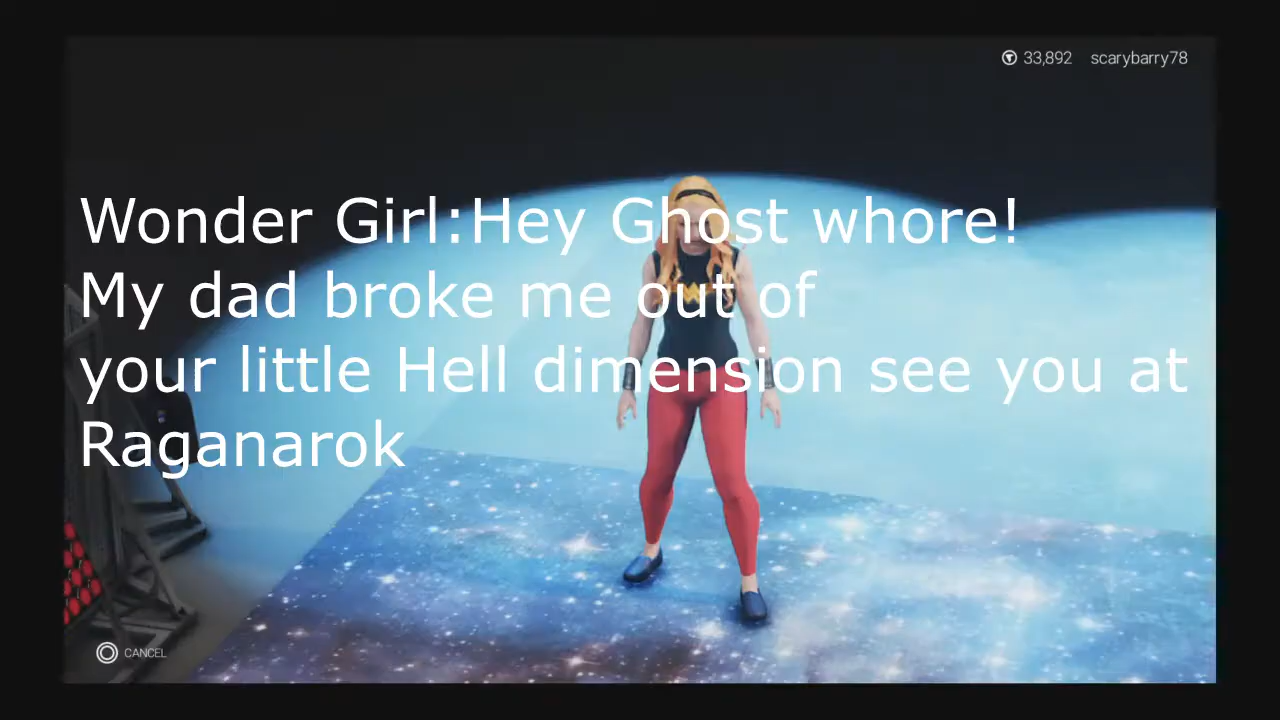 33,892 scarybarry78
Wonder Girl:Hey Ghost whore!
My dad broke me out of
your little Hell dimension see you at
Raganarok
CANCEL